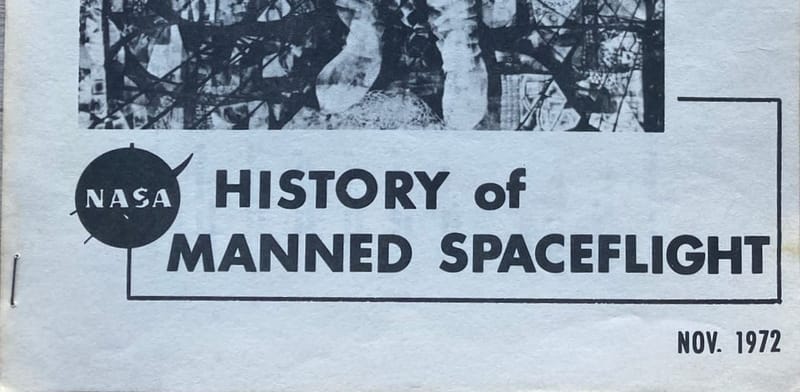 NASA
HISTORY of
MANNED SPACEFLIGHT
NOV. 1972